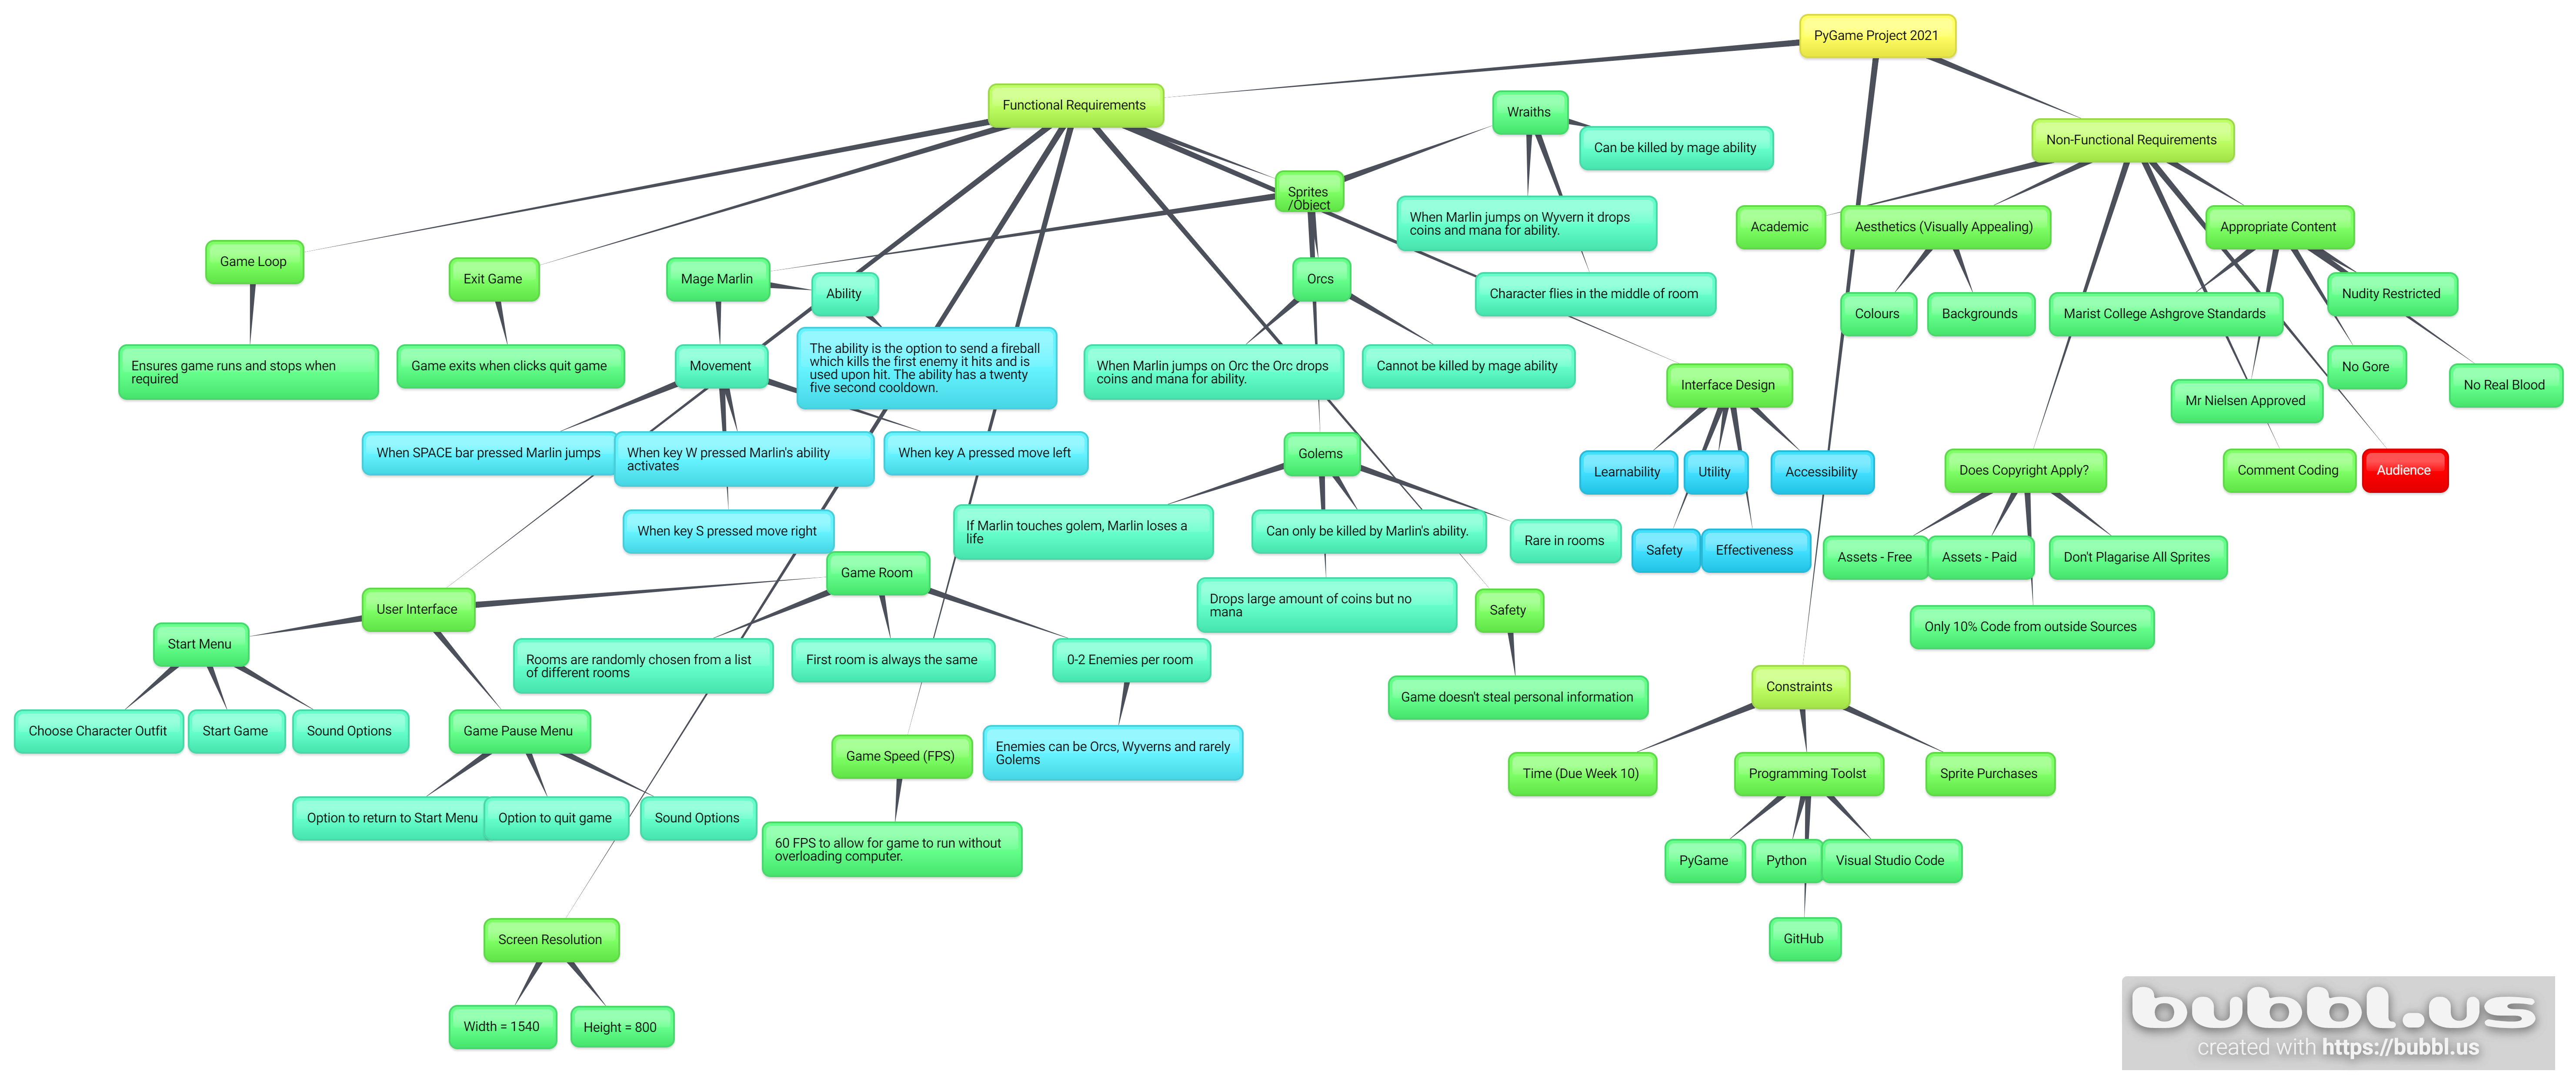 PyGame Project 2021
Functional Requirements
Wraiths
Non-Functional Requirements
Can be killed by mage ability
Sprites
/Object
When Marlin jumps on Wyvern it drops
coins and mana for ability.
Academic
Aesthetics (Visually Appealing)
Appropriate Content
Game Loop
Exit Game
Mage Marlin
Ability
Orcs
Character flies in the middle of room
Colours
Backgrounds
Marist College Ashgrove Standards
Nudity Restricted
Ensures game runs and stops when
required
Game exits when clicks quit game
Movement
The ability is the option to send a fireball
which kills the first enemy it hits and is
used upon hit. The ability has a twenty
five second cooldown.
When Marlin jumps on Orc the Orc drops
coins and mana for ability.
Cannot be killed by mage ability
Interface Design
No Gore
No Real Blood
Mr Nielsen Approved
When SPACE bar pressed Marlin jumps
When key W pressed Marlin's ability
activates
When key A pressed move left
Golems
Learnability
Utility
Accessibility
Does Copyright Apply?
Comment Coding
Audience
When key S pressed move right
If Marlin touches golem, Marlin loses a
life
Can only be killed by Marlin's ability.
Rare in rooms
Safety
Effectiveness
Assets - Free
Assets - Paid
Don't Plagarise All Sprites
Game Room
User Interface
Drops large amount of coins but no
mana
Safety
Only 10% Code from outside Sources
Start Menu
Rooms are randomly chosen from a list
of different rooms
First room is always the same
0-2 Enemies per room
Game doesn't steal personal information
Constraints
Choose Character Outfit
Start Game
Sound Options
Game Pause Menu
Game Speed (FPS)
Enemies can be Orcs, Wyverns and rarely
Golems
Time (Due Week 10)
Programming Toolst
Sprite Purchases
Option to return to Start Menu
Option to quit game
Sound Options
60 FPS to allow for game to run without
overloading computer.
PyGame
Python
Visual Studio Code
Screen Resolution
GitHub
Width = 1540
Height = 800
bubbl.us
created with https://bubbl.us